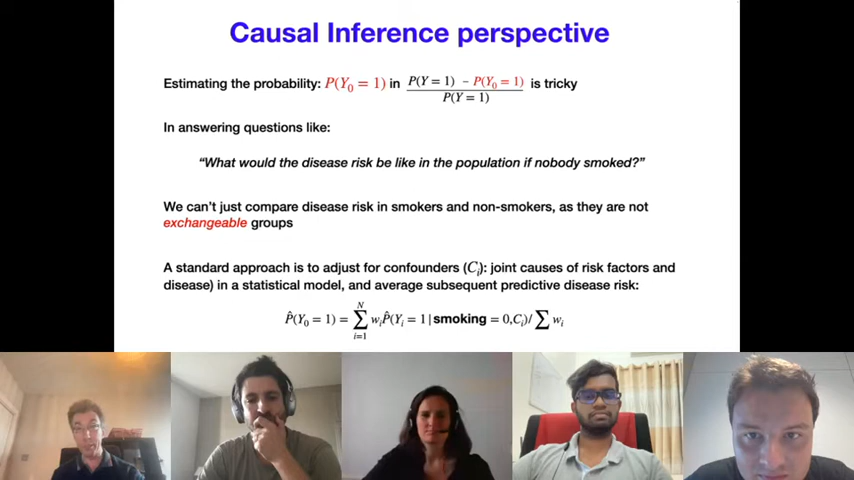 Causal Inference perspective
Estimating the probability: P(Y₀ = 1) in (P(Y = 1) − P(Y₀ = 1)) / P(Y = 1) is tricky
In answering questions like:
“What would the disease risk be like in the population if nobody smoked?”
We can’t just compare disease risk in smokers and non-smokers, as they are not
exchangeable groups
A standard approach is to adjust for confounders (Cᵢ): joint causes of risk factors and
disease) in a statistical model, and average subsequent predictive disease risk:
P̂(Y₀ = 1) = ∑ᵢ₌₁ᴺ wᵢP̂(Yᵢ = 1 | smoking = 0,Cᵢ)/ ∑ wᵢ